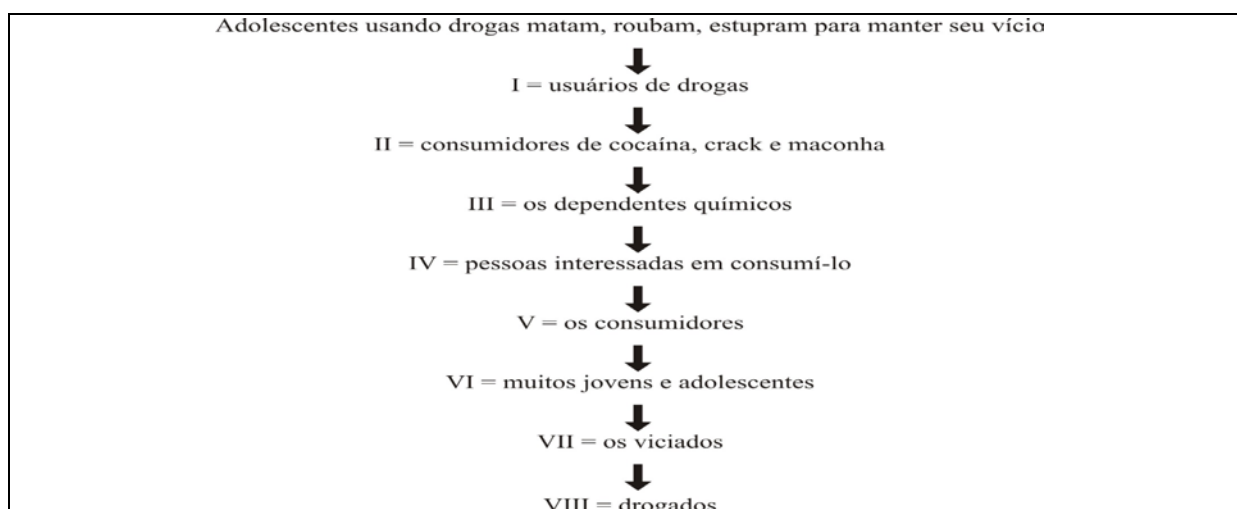 Adolescentes usando drogas matam, roubam, estupram para manter seu vício
I = usuários de drogas
II = consumidores de cocaína, crack e maconha
III = os dependentes químicos
IV = pessoas interessadas em consumí-lo
V = os consumidores
VI = muitos jovens e adolescentes
VII = os viciados
VIII = drogados